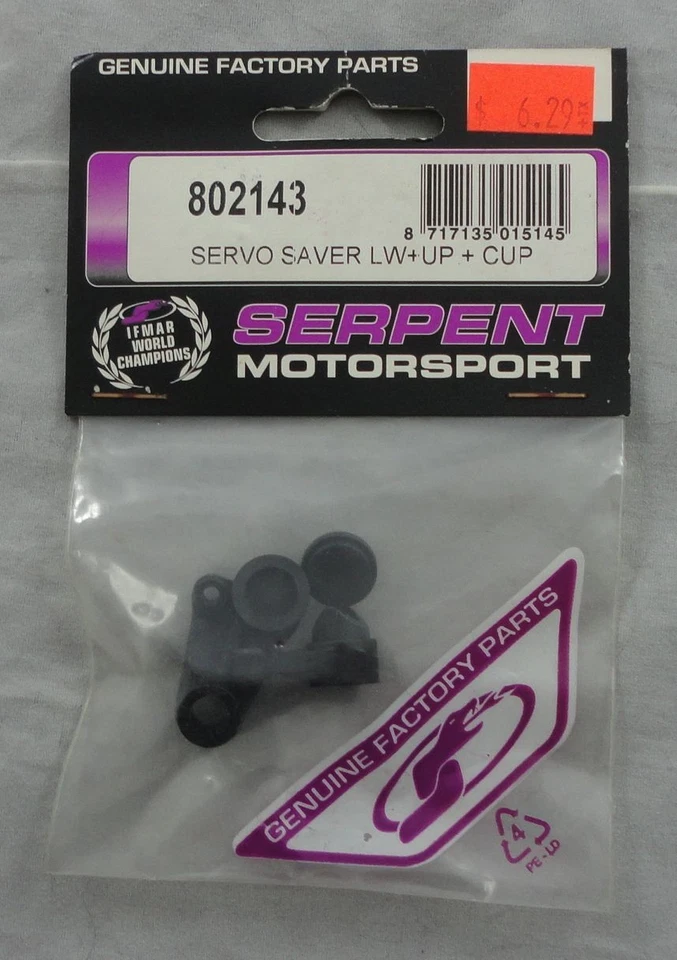 GENUINE FACTORY PARTS
$ 6.29
802143
8 717135 015145
SERVO SAVER LW+UP + CUP
IFMAR
WORLD
CHAMPIONS
SERPENT
MOTORSPORT
GENUINE FACTORY PARTS
4
PE-LD